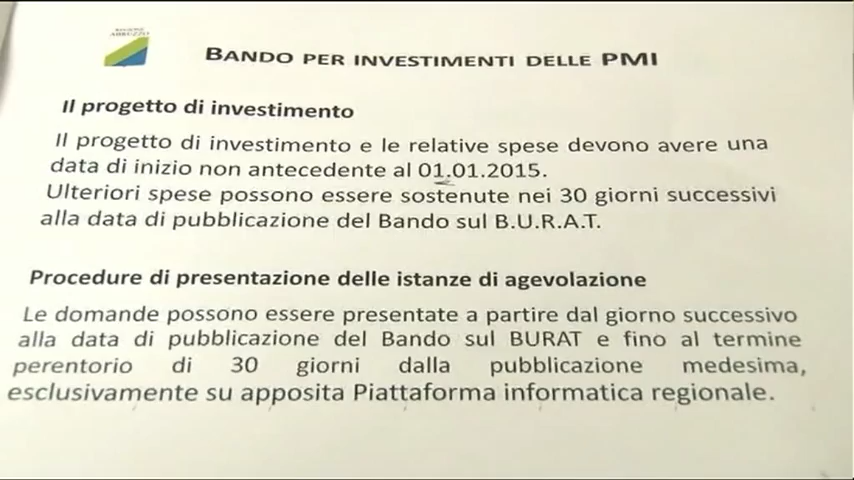 REGIONE
ABRUZZO
BANDO PER INVESTIMENTI DELLE PMI
Il progetto di investimento
Il progetto di investimento e le relative spese devono avere una
data di inizio non antecedente al 01.01.2015.
Ulteriori spese possono essere sostenute nei 30 giorni successivi
alla data di pubblicazione del Bando sul B.U.R.A.T.
Procedure di presentazione delle istanze di agevolazione
Le domande possono essere presentate a partire dal giorno successivo
alla data di pubblicazione del Bando sul BURAT e fino al termine
perentorio di 30 giorni dalla pubblicazione medesima,
esclusivamente su apposita Piattaforma informatica regionale.